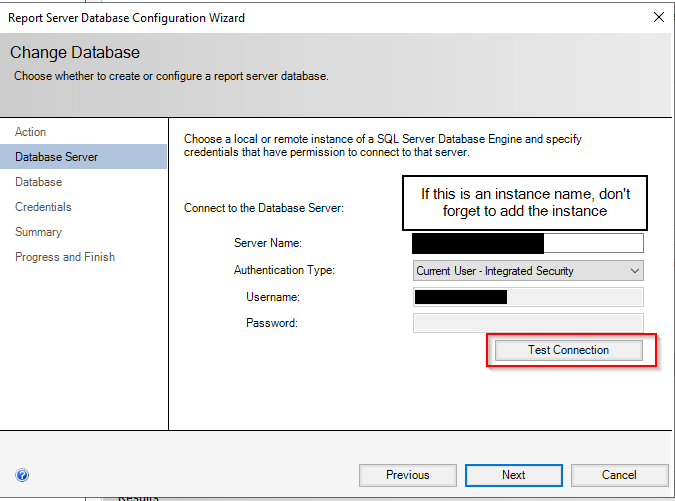 Report Server Database Configuration Wizard
Change Database
Choose whether to create or configure a report server database.
Action
Database Server
Database
Credentials
Summary
Progress and Finish
Choose a local or remote instance of a SQL Server Database Engine and specify
credentials that have permission to connect to that server.
If this is an instance name, don't
forget to add the instance
Connect to the Database Server:
Server Name:
Authentication Type:
Current User - Integrated Security
Username:
Password:
Test Connection
Previous
Next
Cancel
Results